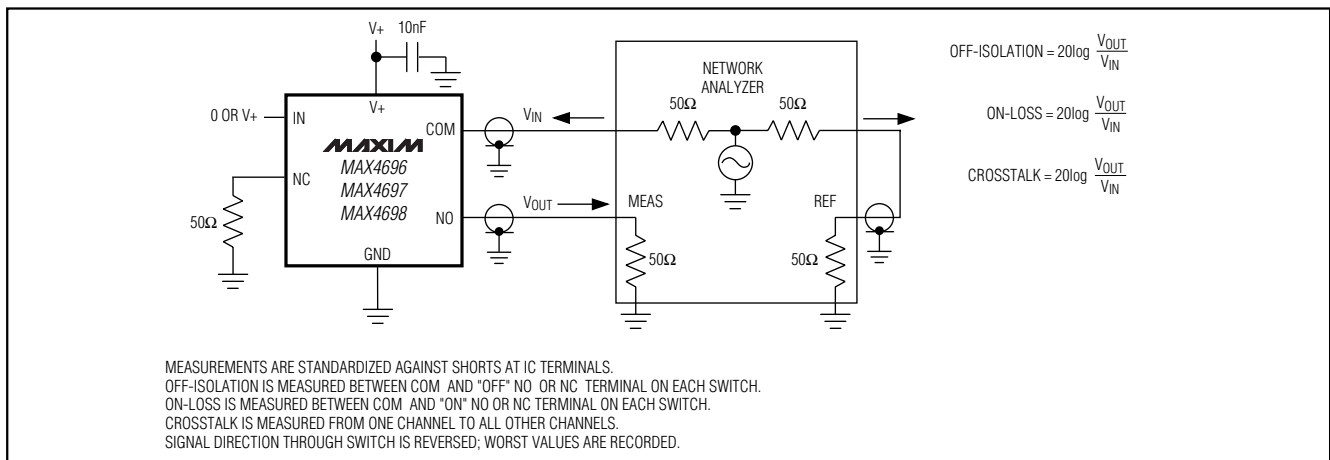 V+ 10nF
V+
0 OR V+ IN
COM
MAXIM
MAX4696
MAX4697
MAX4698
NC
NO
50Ω
GND
VIN
VOUT
NETWORK
ANALYZER
50Ω 50Ω
MEAS REF
50Ω 50Ω
OFF-ISOLATION = 20log VOUT
VIN
ON-LOSS = 20log VOUT
VIN
CROSSTALK = 20log VOUT
VIN
MEASUREMENTS ARE STANDARDIZED AGAINST SHORTS AT IC TERMINALS.
OFF-ISOLATION IS MEASURED BETWEEN COM AND "OFF" NO OR NC TERMINAL ON EACH SWITCH.
ON-LOSS IS MEASURED BETWEEN COM AND "ON" NO OR NC TERMINAL ON EACH SWITCH.
CROSSTALK IS MEASURED FROM ONE CHANNEL TO ALL OTHER CHANNELS.
SIGNAL DIRECTION THROUGH SWITCH IS REVERSED; WORST VALUES ARE RECORDED.